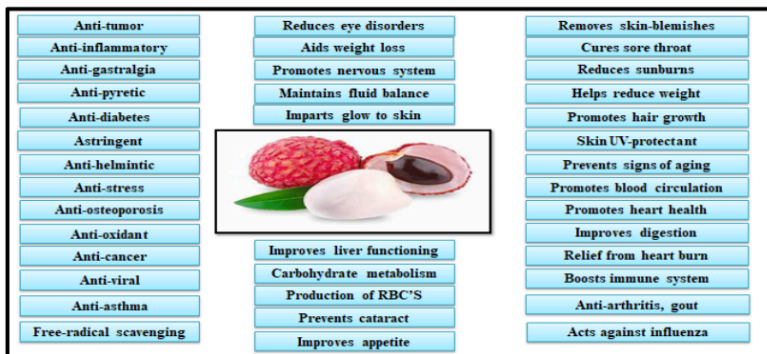 Anti-tumor
Anti-inflammatory
Anti-gastralgia
Anti-pyretic
Anti-diabetes
Astringent
Anti-helmintic
Anti-stress
Anti-osteoporosis
Anti-oxidant
Anti-cancer
Anti-viral
Anti-asthma
Free-radical scavenging
Reduces eye disorders
Aids weight loss
Promotes nervous system
Maintains fluid balance
Imparts glow to skin
Improves liver functioning
Carbohydrate metabolism
Production of RBC'S
Prevents cataract
Improves appetite
Removes skin-blemishes
Cures sore throat
Reduces sunburns
Helps reduce weight
Promotes hair growth
Skin UV-protectant
Prevents signs of aging
Promotes blood circulation
Promotes heart health
Improves digestion
Relief from heart burn
Boosts immune system
Anti-arthritis, gout
Acts against influenza